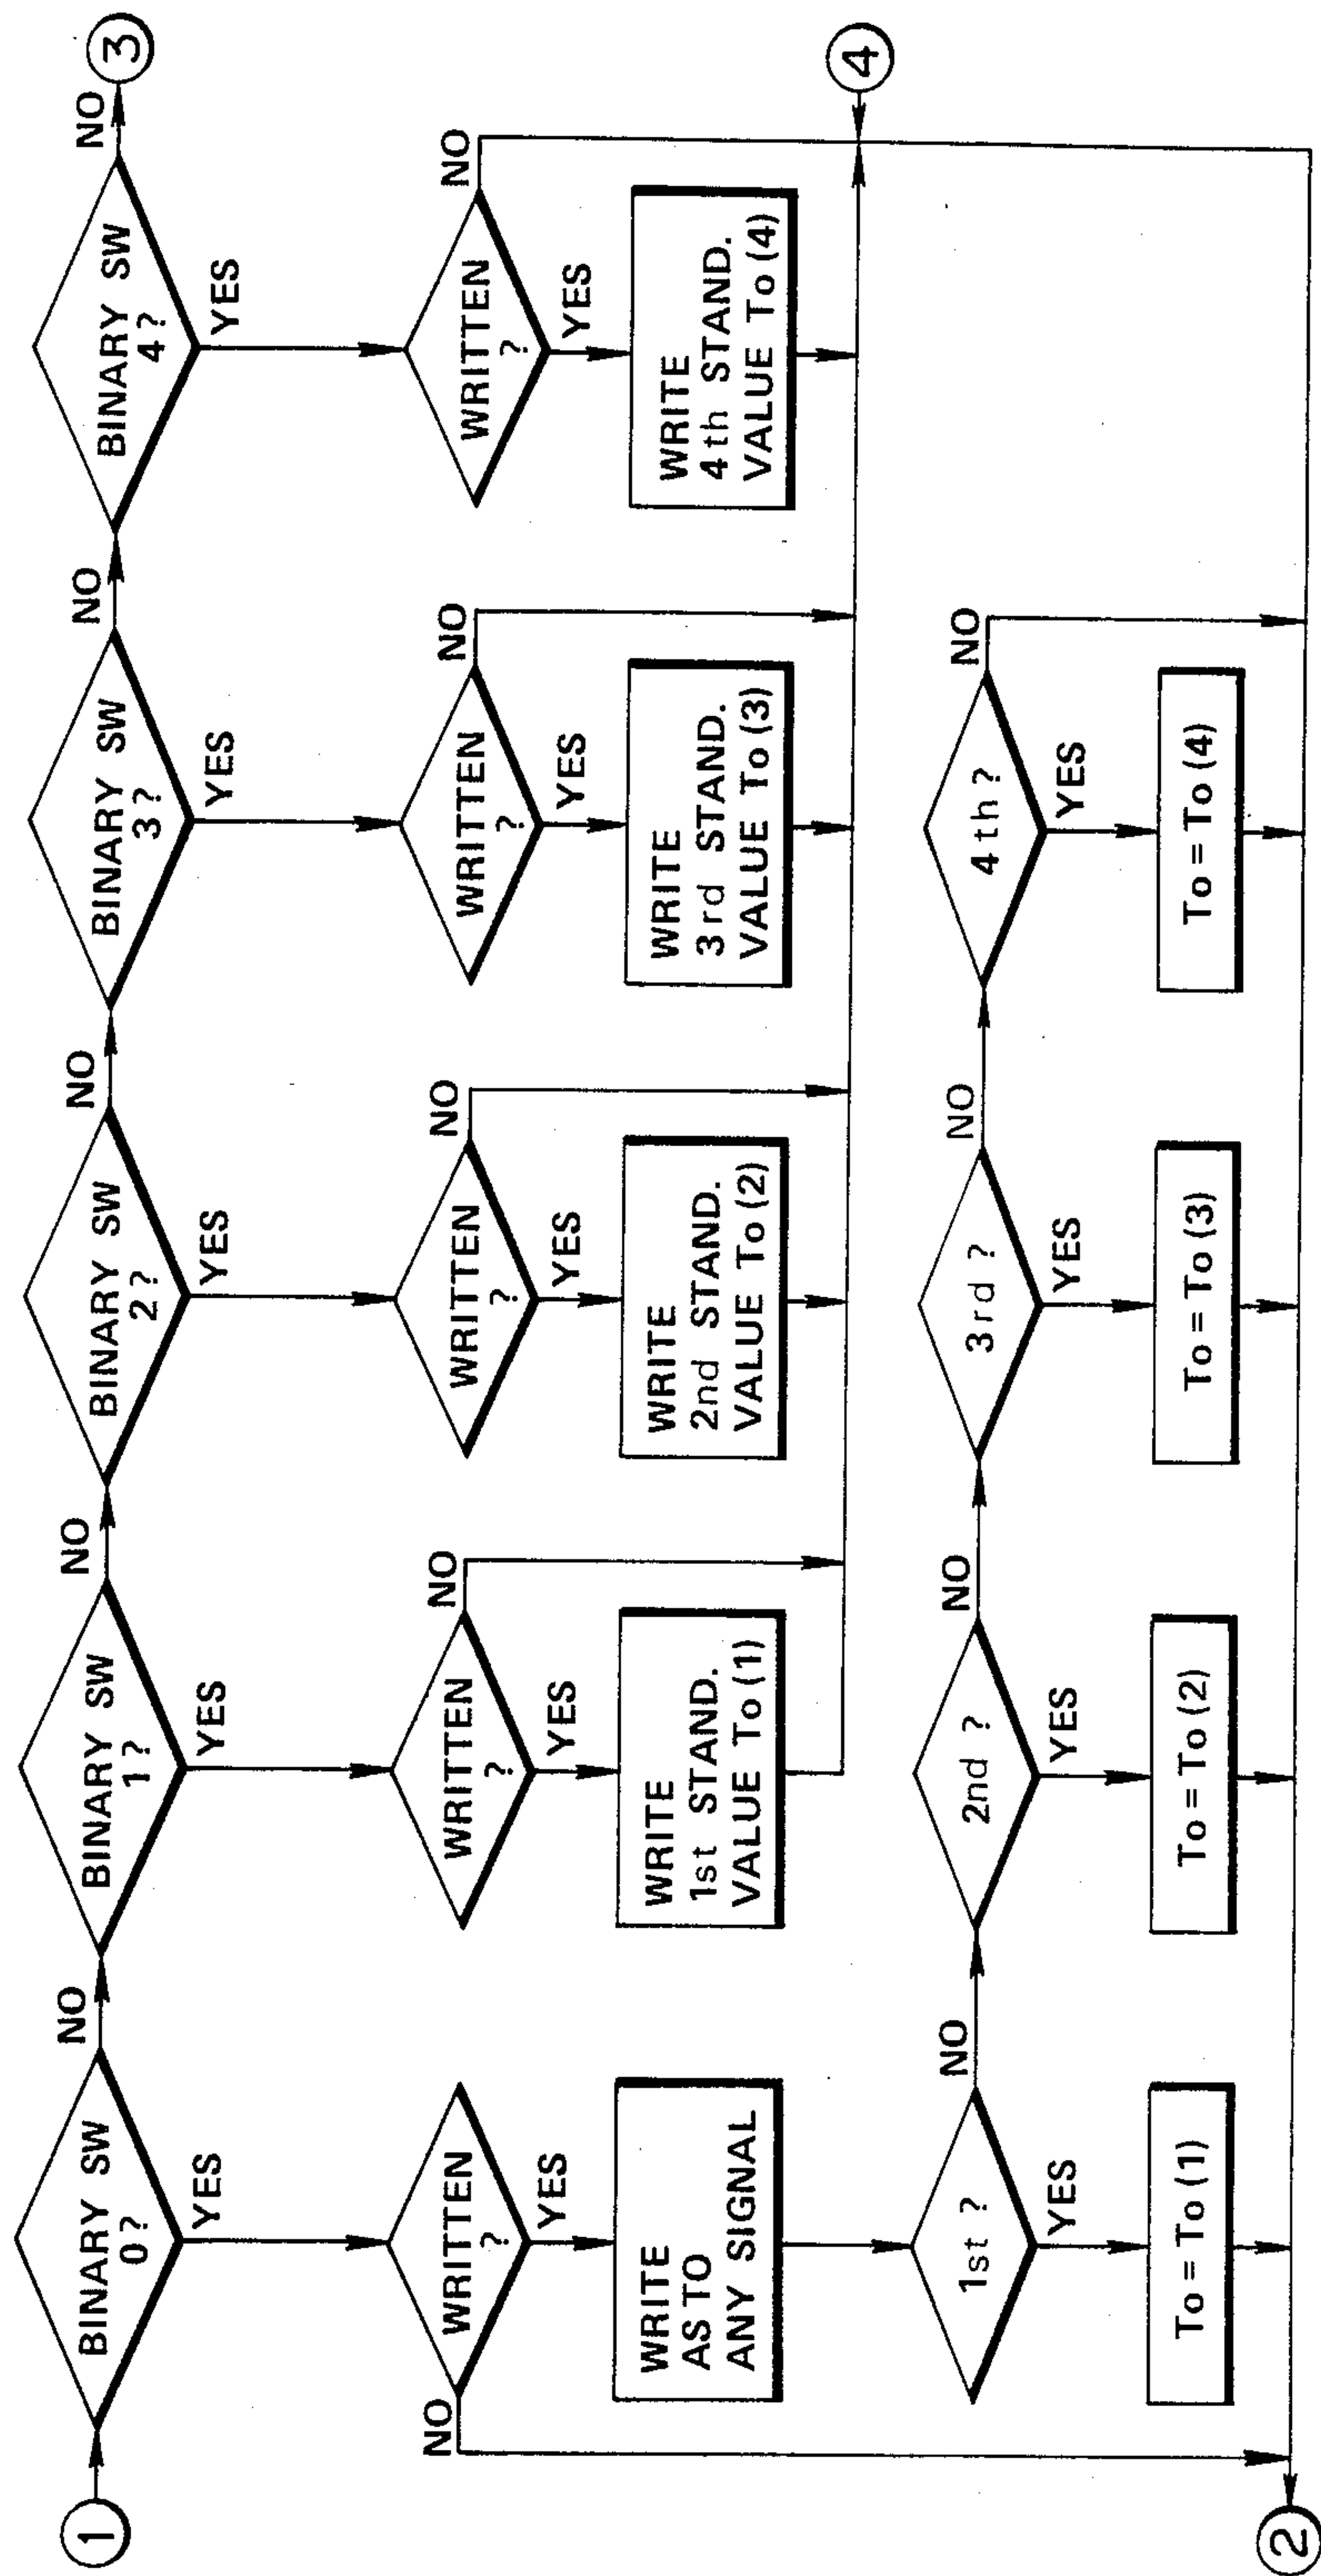 1
BINARY SW
0?
NO
BINARY SW
1?
NO
BINARY SW
2?
NO
BINARY SW
3?
NO
BINARY SW
4?
NO
3
YES
YES
YES
YES
YES
NO
WRITTEN
?
WRITTEN
?
NO
WRITTEN
?
NO
WRITTEN
?
NO
WRITTEN
?
NO
YES
YES
YES
YES
YES
WRITE
AS TO
ANY SIGNAL
WRITE
1st STAND.
VALUE To (1)
WRITE
2nd STAND.
VALUE To (2)
WRITE
3rd STAND.
VALUE To (3)
WRITE
4th STAND.
VALUE To (4)
4
1st ?
NO
2nd ?
NO
3rd ?
NO
4th ?
NO
YES
YES
YES
YES
To = To (1)
To = To (2)
To = To (3)
To = To (4)
2